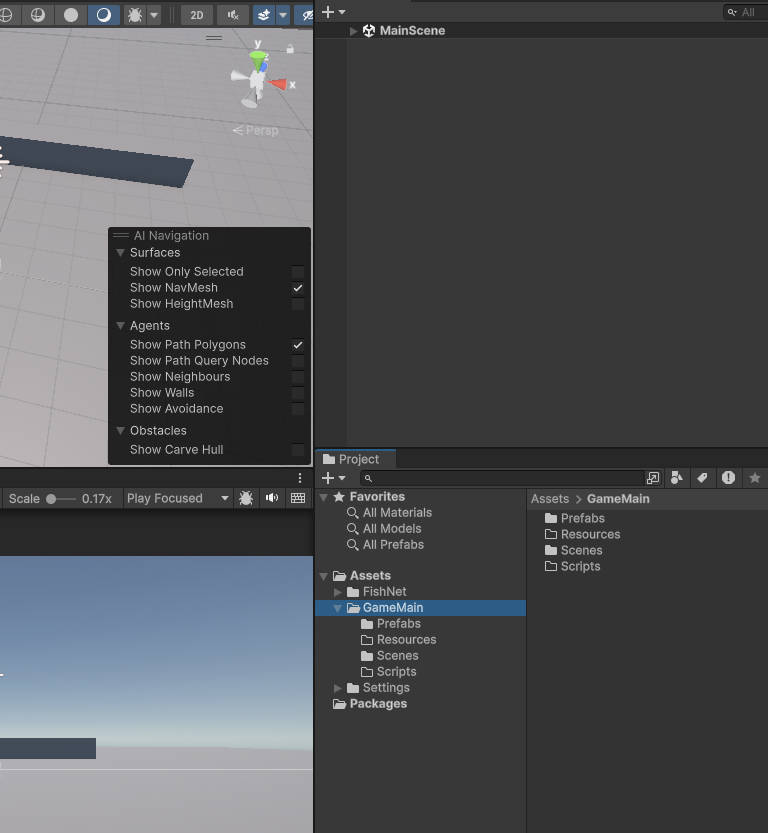 2D
All
MainScene
y
z
x
Persp
AI Navigation
Surfaces
Show Only Selected
Show NavMesh
Show HeightMesh
Agents
Show Path Polygons
Show Path Query Nodes
Show Neighbours
Show Walls
Show Avoidance
Obstacles
Show Carve Hull
Scale 0.17x Play Focused
Project
Favorites
All Materials
All Models
All Prefabs
Assets
FishNet
GameMain
Prefabs
Resources
Scenes
Scripts
Settings
Packages
Assets > GameMain
Prefabs
Resources
Scenes
Scripts